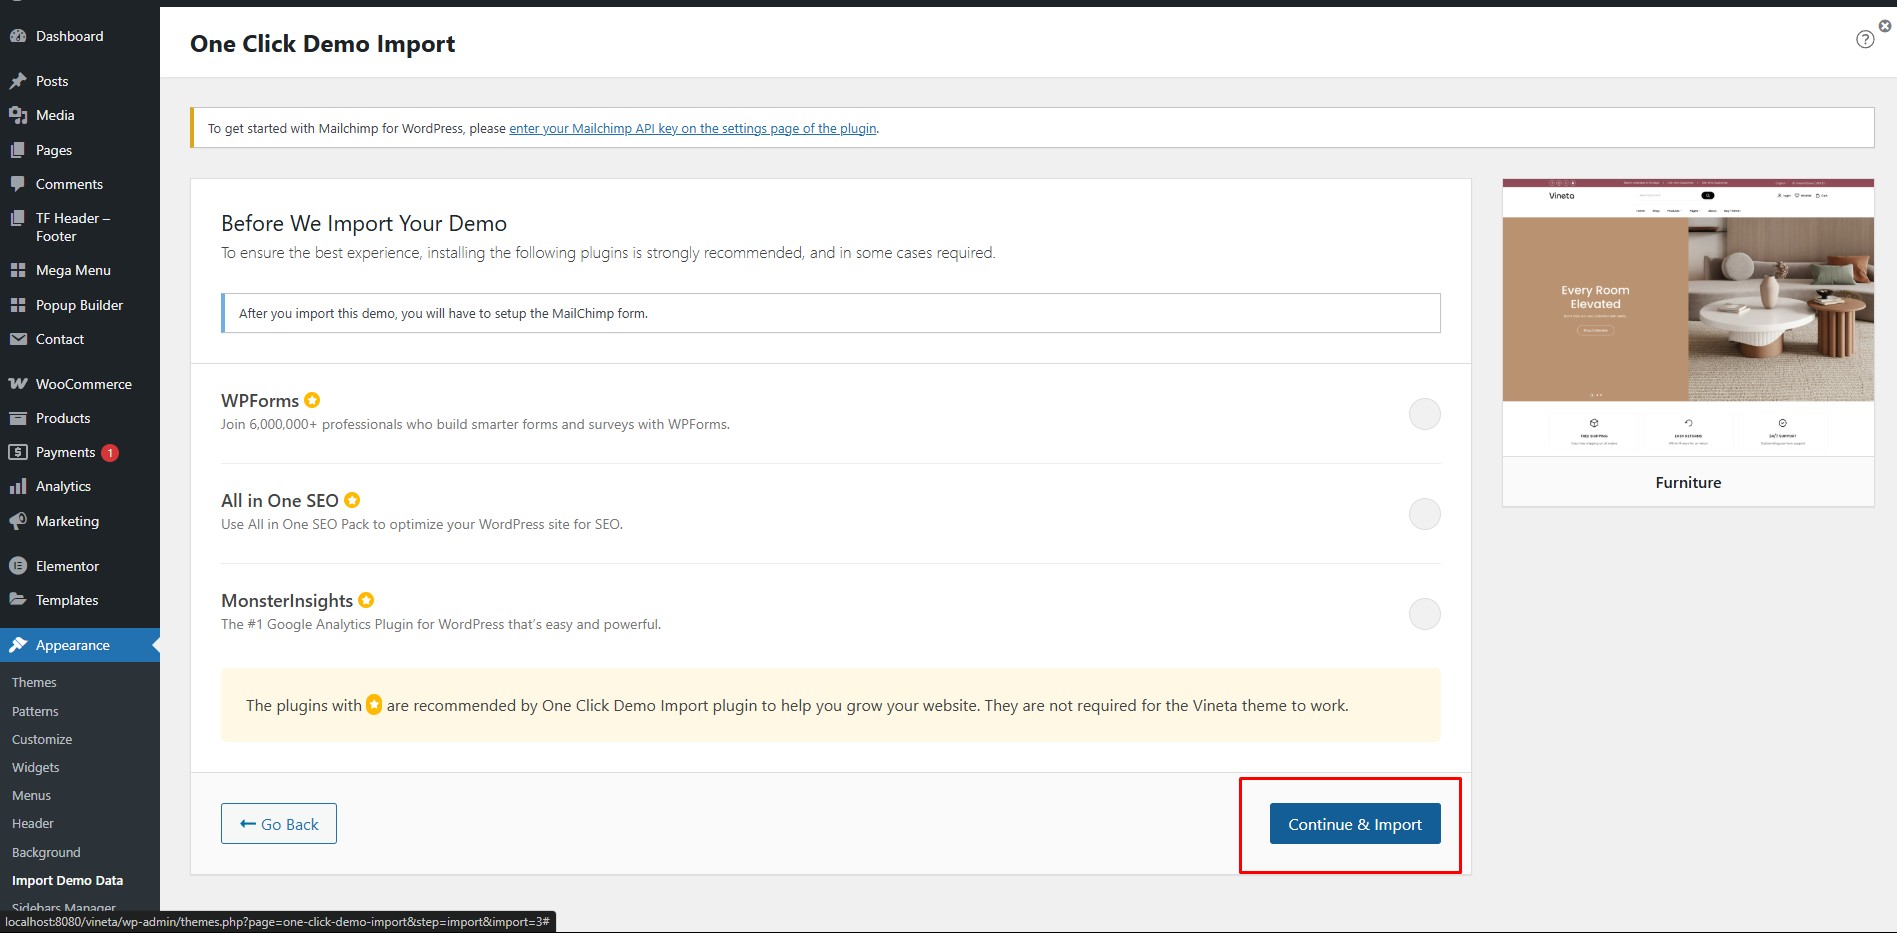 Dashboard
Posts
Media
Pages
Comments
TF Header –
Footer
Mega Menu
Popup Builder
Contact
WooCommerce
Products
Payments 1
Analytics
Marketing
Elementor
Templates
Appearance
Themes
Patterns
Customize
Widgets
Menus
Header
Background
Import Demo Data
Sidebars Manager
One Click Demo Import
To get started with Mailchimp for WordPress, please enter your Mailchimp API key on the settings page of the plugin.
Before We Import Your Demo
To ensure the best experience, installing the following plugins is strongly recommended, and in some cases required.
After you import this demo, you will have to setup the MailChimp form.
WPForms
Join 6,000,000+ professionals who build smarter forms and surveys with WPForms.
All in One SEO
Use All in One SEO Pack to optimize your WordPress site for SEO.
MonsterInsights
The #1 Google Analytics Plugin for WordPress that’s easy and powerful.
The plugins with are recommended by One Click Demo Import plugin to help you grow your website. They are not required for the Vineta theme to work.
Go Back
Continue & Import
Vineta
Every Room
Elevated
FREE SHIPPING
EASY RETURNS
24/7 SUPPORT
Furniture
localhost:8080/vineta/wp-admin/themes.php?page=one-click-demo-import&step=import&import=3#